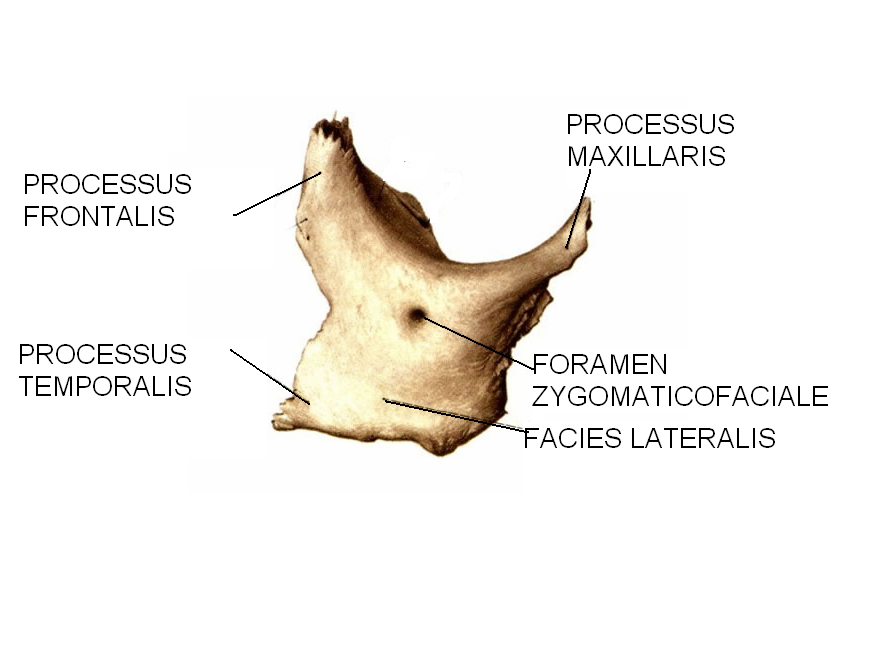 PROCESSUS
MAXILLARIS
PROCESSUS
FRONTALIS
PROCESSUS
TEMPORALIS
FORAMEN
ZYGOMATICOFACIALE
FACIES LATERALIS